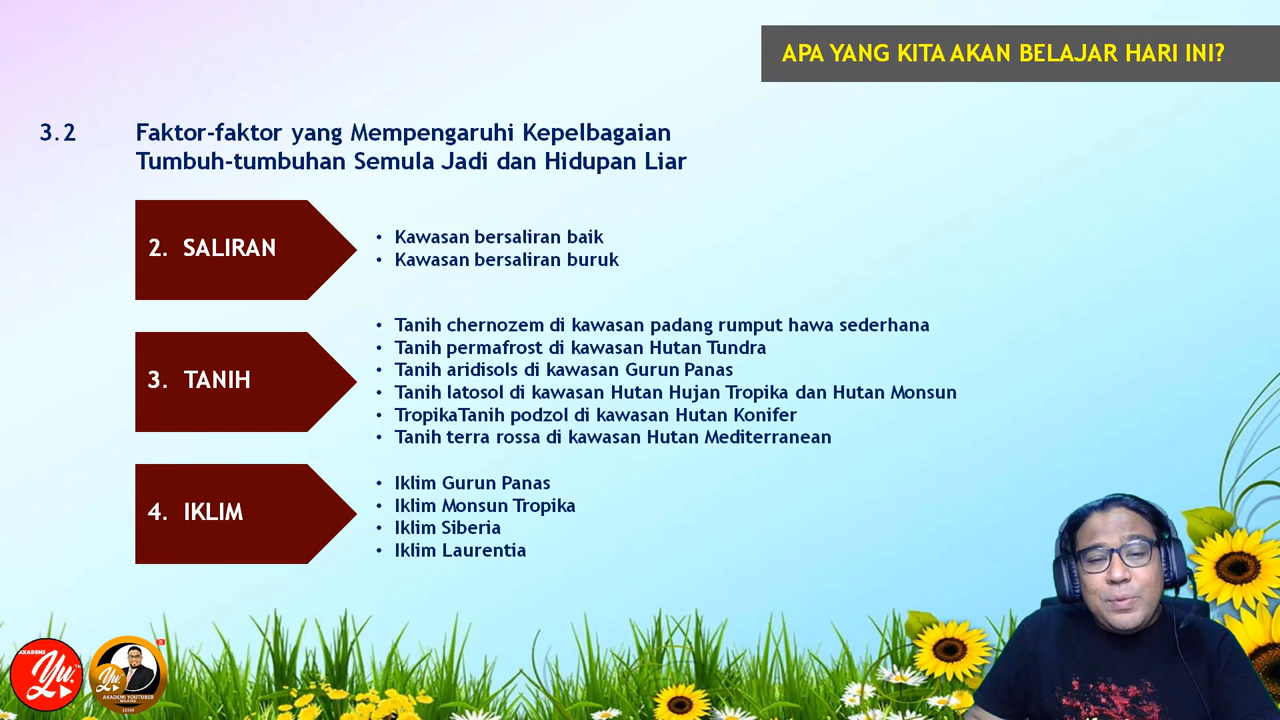 APA YANG KITA AKAN BELAJAR HARI INI?
3.2 Faktor-faktor yang Mempengaruhi Kepelbagaian
Tumbuh-tumbuhan Semula Jadi dan Hidupan Liar
2. SALIRAN
• Kawasan bersaliran baik
• Kawasan bersaliran buruk
3. TANIH
• Tanih chernozem di kawasan padang rumput hawa sederhana
• Tanih permafrost di kawasan Hutan Tundra
• Tanih aridisols di kawasan Gurun Panas
• Tanih latosol di kawasan Hutan Hujan Tropika dan Hutan Monsun
• TropikaTanih podzol di kawasan Hutan Konifer
• Tanih terra rossa di kawasan Hutan Mediterranean
4. IKLIM
• Iklim Gurun Panas
• Iklim Monsun Tropika
• Iklim Siberia
• Iklim Laurentia
AKADEMI
Yu.
AKADEMI YOUTUBER